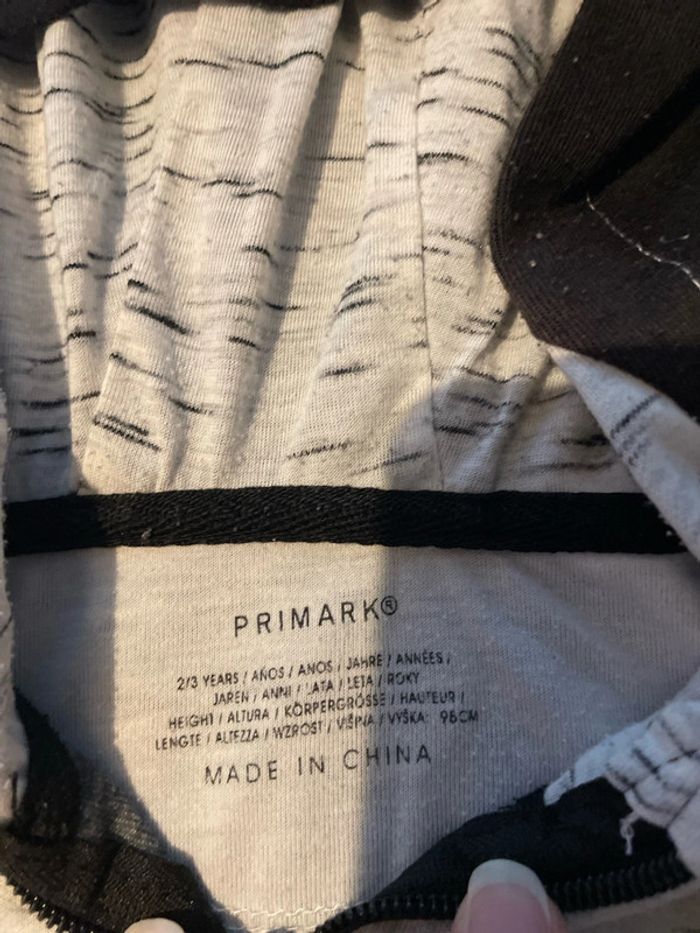 PRIMARK®
2/3 YEARS / AÑOS / ANOS / JAHRE / ANNÉES /
JAREN / ANNI / LATA / LETA / ROKY
HEIGHT / ALTURA / KÖRPERGRÖSSE / HAUTEUR /
LENGTE / ALTEZZA / WZROST / VIŠINA / VÝŠKA: 98CM
MADE IN CHINA